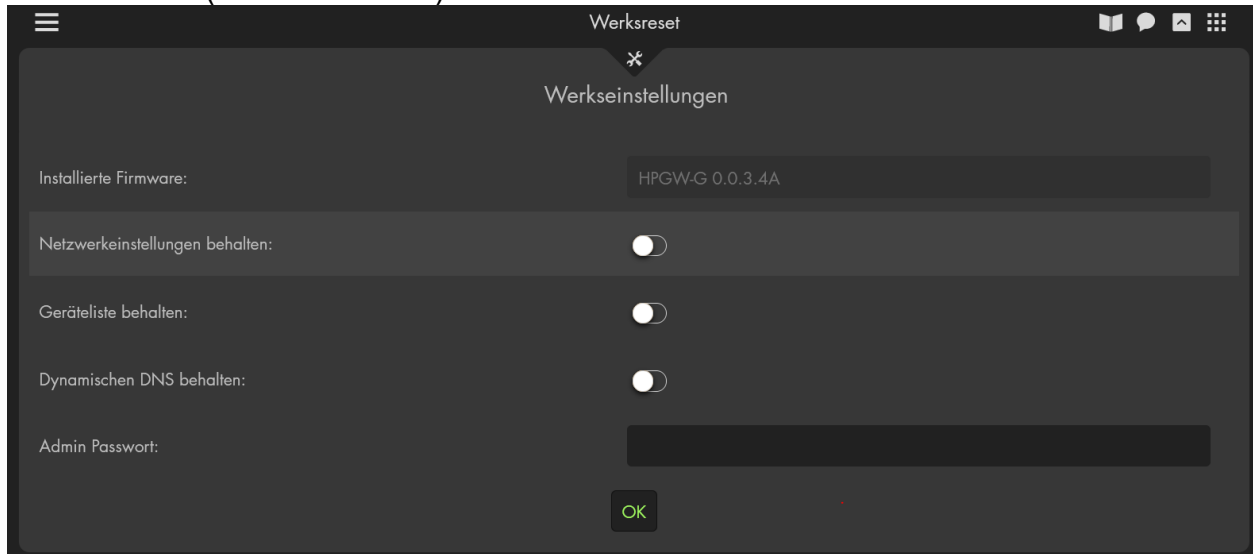 Werksreset
Werkseinstellungen
Installierte Firmware: HPGW-G 0.0.3.4A
Netzwerkeinstellungen behalten:
Geräteliste behalten:
Dynamischen DNS behalten:
Admin Passwort:
OK